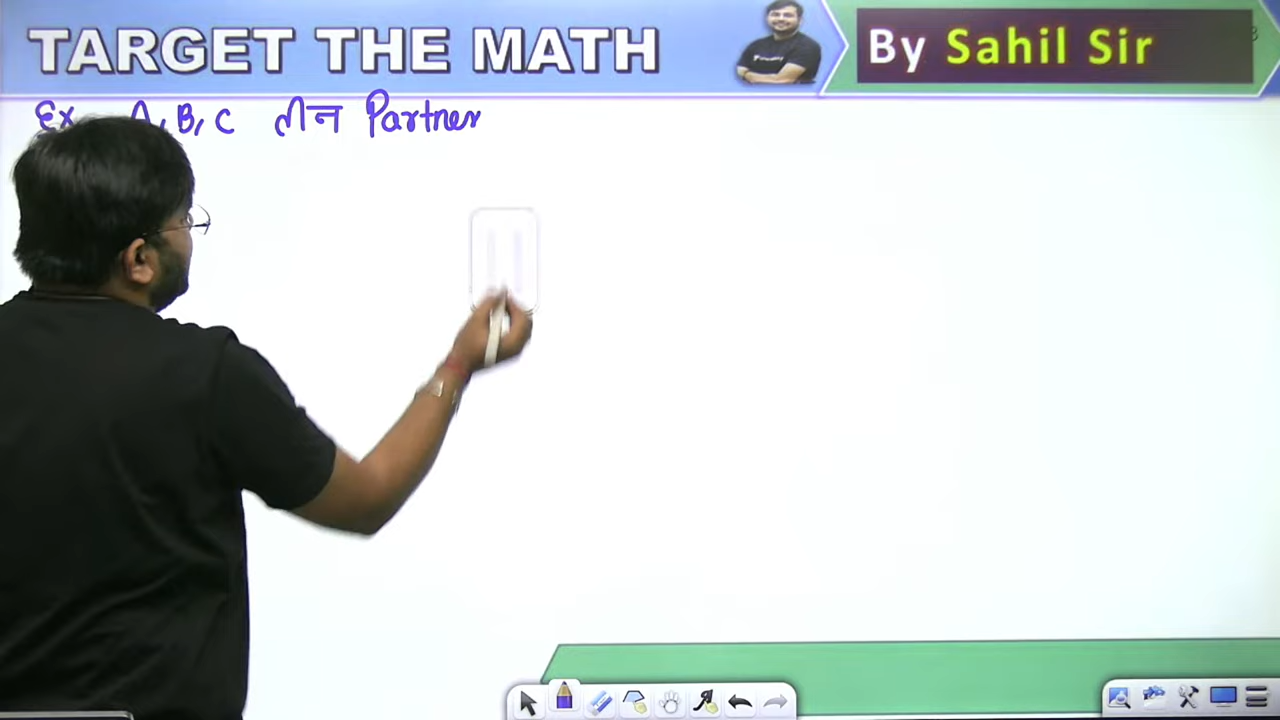 TARGET THE MATH
By Sahil Sir
Ex A, B, C तीन Partner